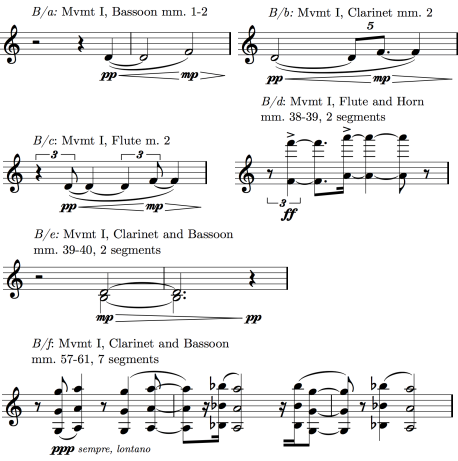 B/a: Mvmt I, Bassoon mm. 1-2
B/b: Mvmt I, Clarinet mm. 2
5
pp mp
pp mp
B/d: Mvmt I, Flute and Horn
mm. 38-39, 2 segments
B/c: Mvmt I, Flute m. 2
3 3
pp mp
3
ff
B/e: Mvmt I, Clarinet and Bassoon
mm. 39-40, 2 segments
mp pp
B/f: Mvmt I, Clarinet and Bassoon
mm. 57-61, 7 segments
ppp sempre, lontano